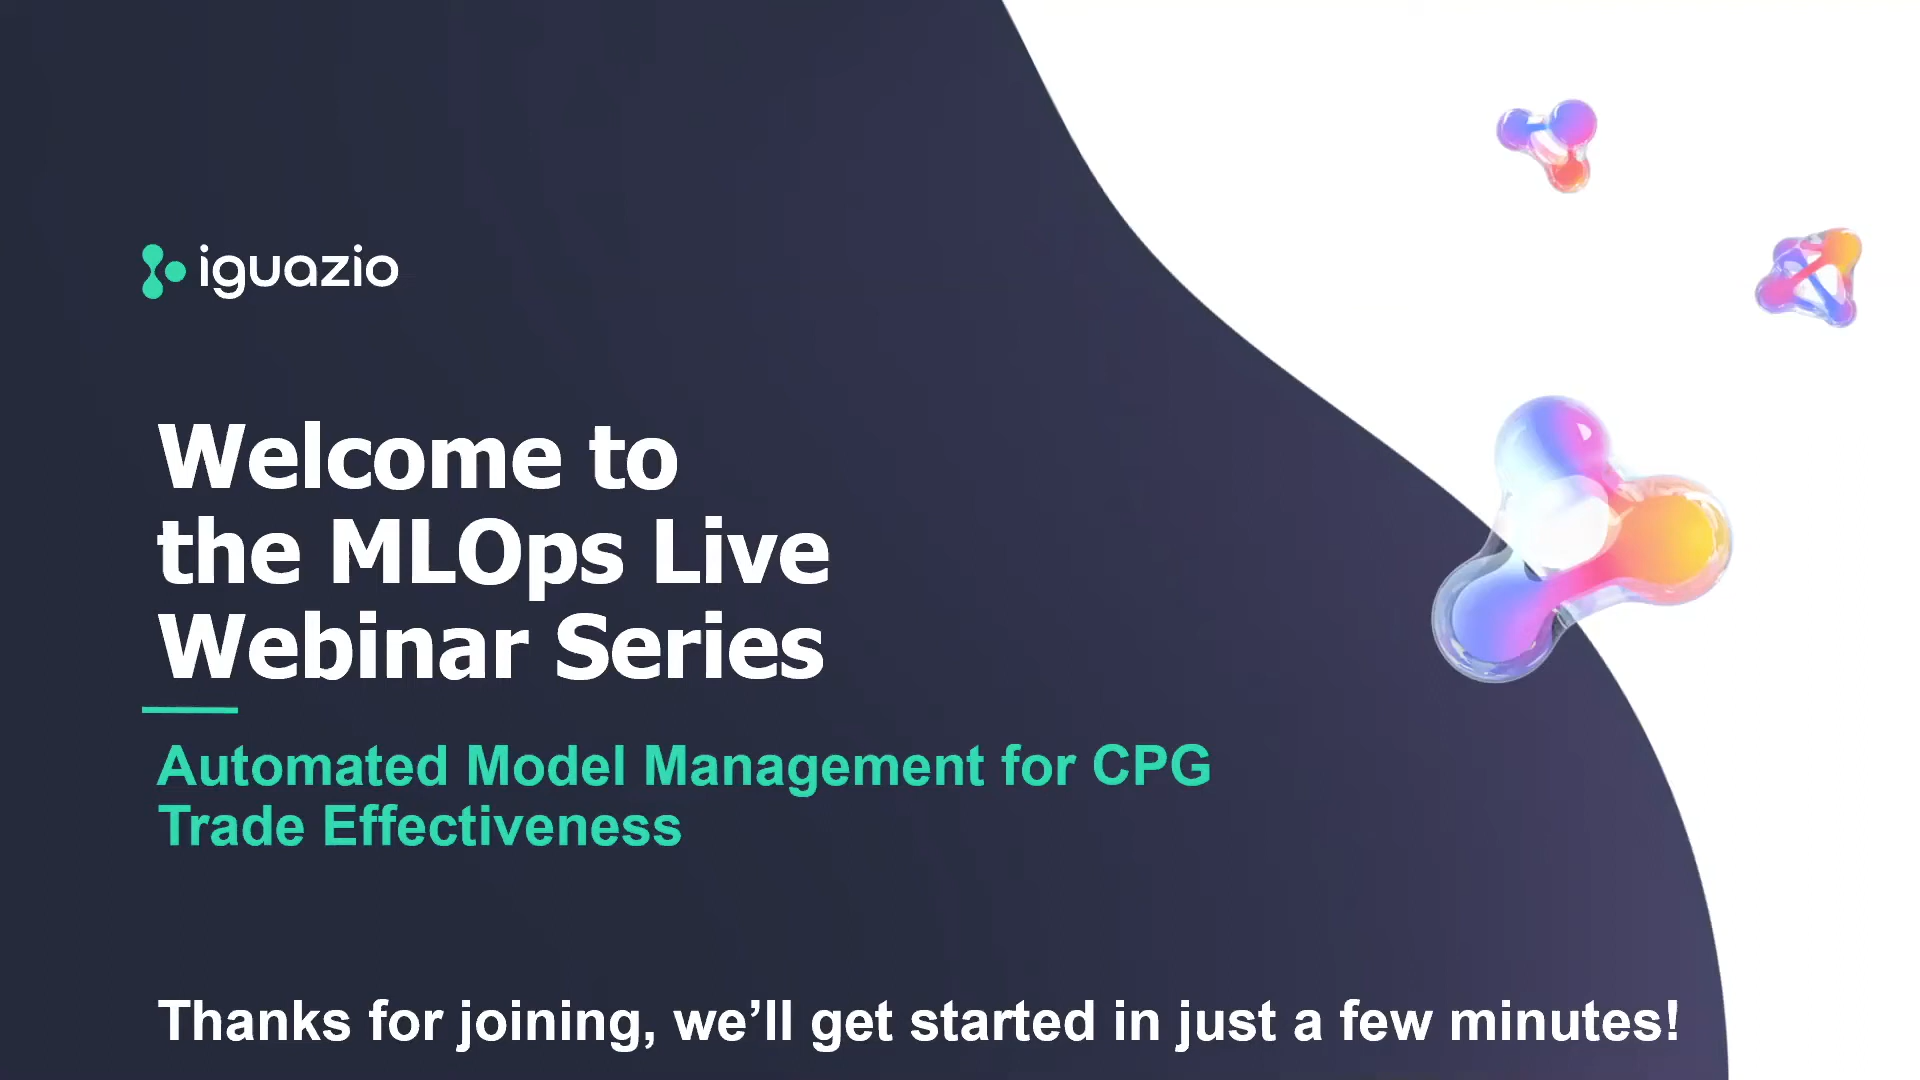 iguazio
Welcome to
the MLOps Live
Webinar Series
Automated Model Management for CPG
Trade Effectiveness
Thanks for joining, we’ll get started in just a few minutes!